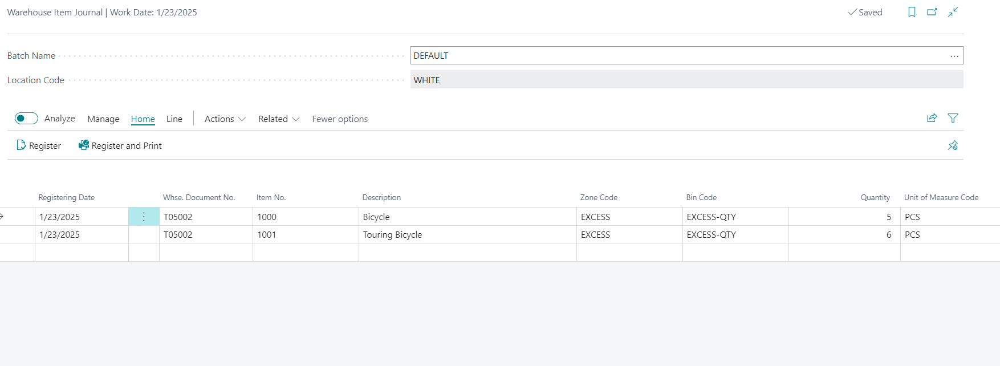 Warehouse Item Journal | Work Date: 1/23/2025
Saved
Batch Name
DEFAULT
Location Code
WHITE
Analyze Manage Home Line Actions Related Fewer options
Register Register and Print
Registering Date Whse. Document No. Item No. Description Zone Code Bin Code Quantity Unit of Measure Code
1/23/2025 T05002 1000 Bicycle EXCESS EXCESS-QTY 5 PCS
1/23/2025 T05002 1001 Touring Bicycle EXCESS EXCESS-QTY 6 PCS